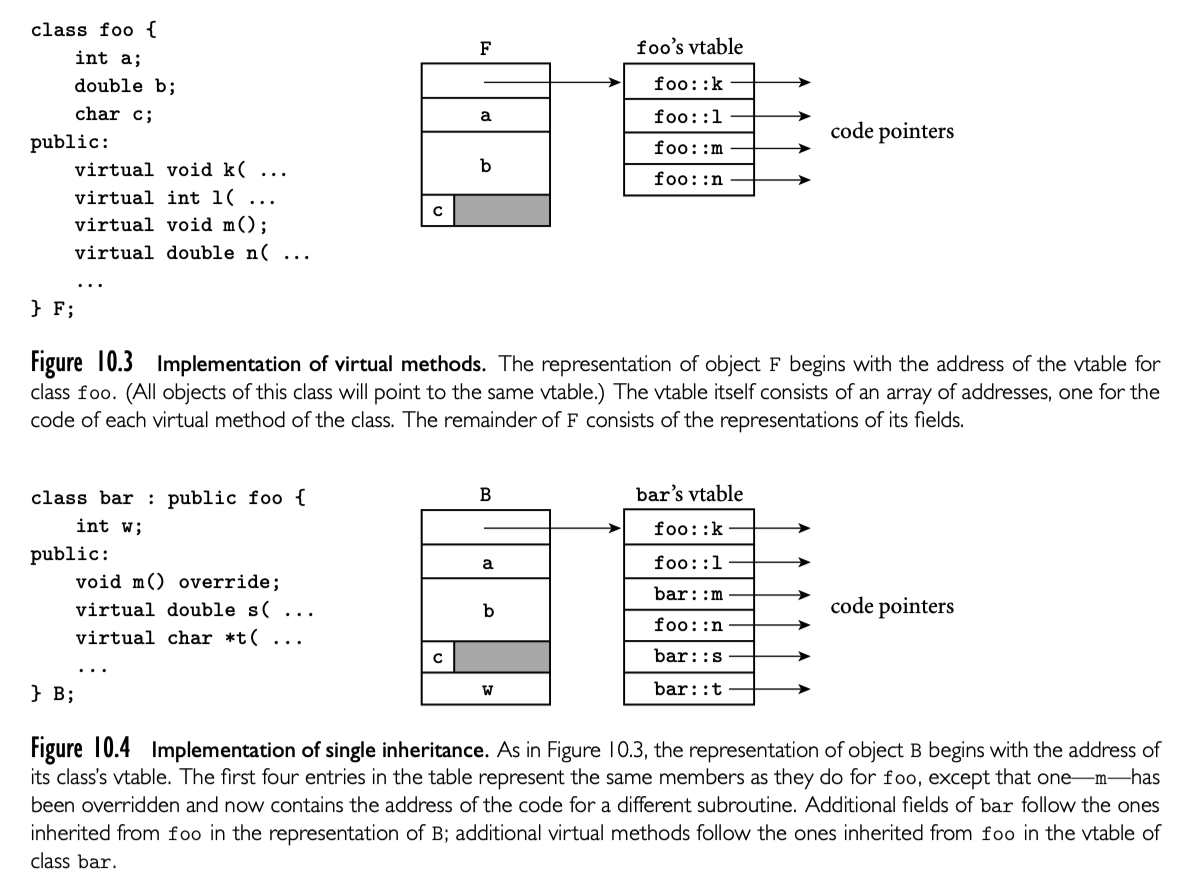 class foo {
int a;
double b;
char c;
public:
virtual void k( ...
virtual int l( ...
virtual void m();
virtual double n( ...
...
} F;
F
a
b
c
foo's vtable
foo::k
foo::l
foo::m
foo::n
code pointers
Figure 10.3 Implementation of virtual methods. The representation of object F begins with the address of the vtable for
class foo. (All objects of this class will point to the same vtable.) The vtable itself consists of an array of addresses, one for the
code of each virtual method of the class. The remainder of F consists of the representations of its fields.
class bar : public foo {
int w;
public:
void m() override;
virtual double s( ...
virtual char *t( ...
...
} B;
B
a
b
c
w
bar's vtable
foo::k
foo::l
bar::m
foo::n
bar::s
bar::t
code pointers
Figure 10.4 Implementation of single inheritance. As in Figure 10.3, the representation of object B begins with the address of
its class's vtable. The first four entries in the table represent the same members as they do for foo, except that one—m—has
been overridden and now contains the address of the code for a different subroutine. Additional fields of bar follow the ones
inherited from foo in the representation of B; additional virtual methods follow the ones inherited from foo in the vtable of
class bar.